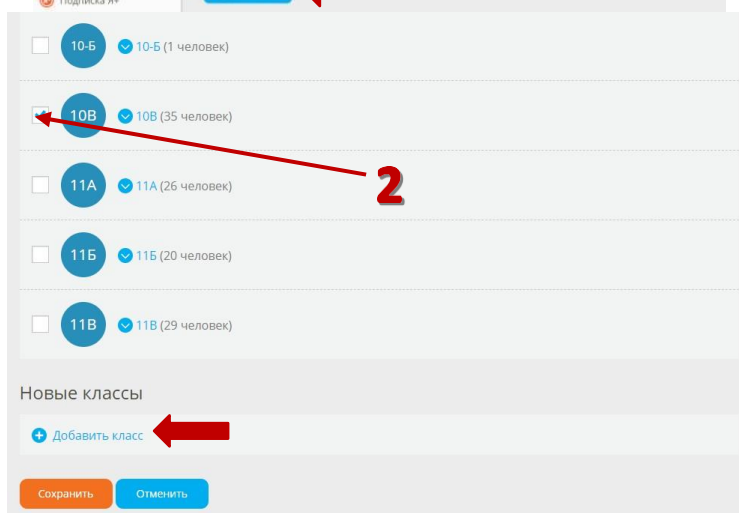 Подписка Я+
10-Б 10-Б (1 человек)
10В 10В (35 человек)
2
11А 11А (26 человек)
11Б 11Б (20 человек)
11В 11В (29 человек)
Новые классы
Добавить класс
Сохранить Отменить